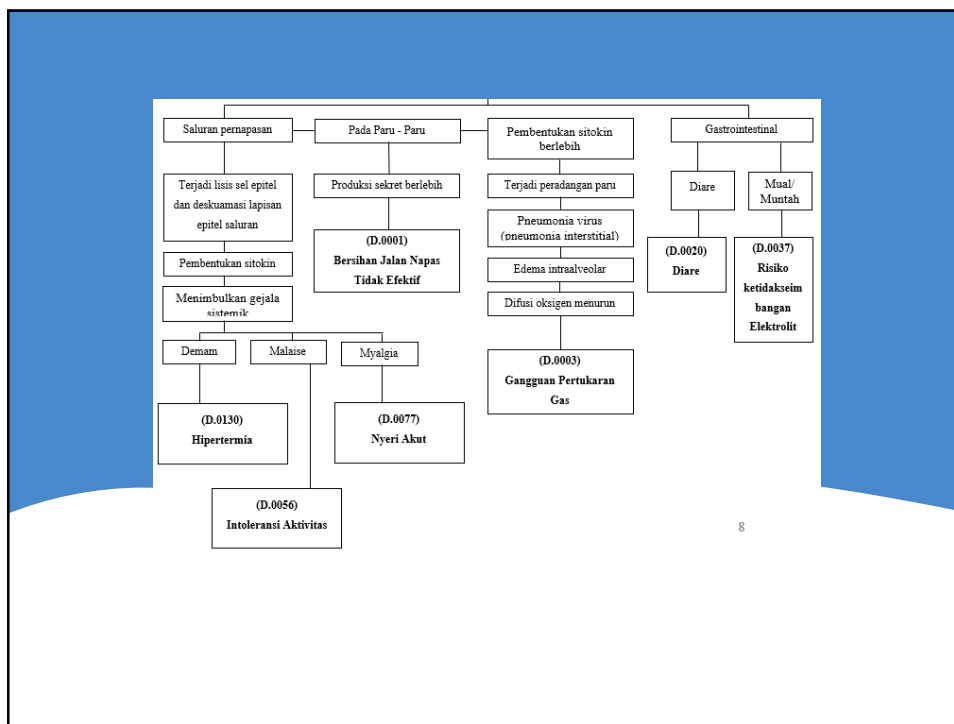 Saluran pernapasan
Pada Paru - Paru
Pembentukan sitokin
berlebih
Gastrointestinal
Terjadi lisis sel epitel
dan deskuamasi lapisan
epitel saluran
Produksi sekret berlebih
Terjadi peradangan paru
Diare
Mual/
Muntah
Pneumonia virus
(pneumonia interstitial)
(D.0001)
Bersihan Jalan Napas
Tidak Efektif
(D.0020)
Diare
(D.0037)
Risiko
ketidakseim
bangan
Elektrolit
Pembentukan sitokin
Edema intraalveolar
Menimbulkan gejala
sistemik
Difusi oksigen menurun
Demam
Malaise
Myalgia
(D.0003)
Gangguan Pertukaran
Gas
(D.0130)
Hipertermia
(D.0077)
Nyeri Akut
(D.0056)
Intoleransi Aktivitas
8